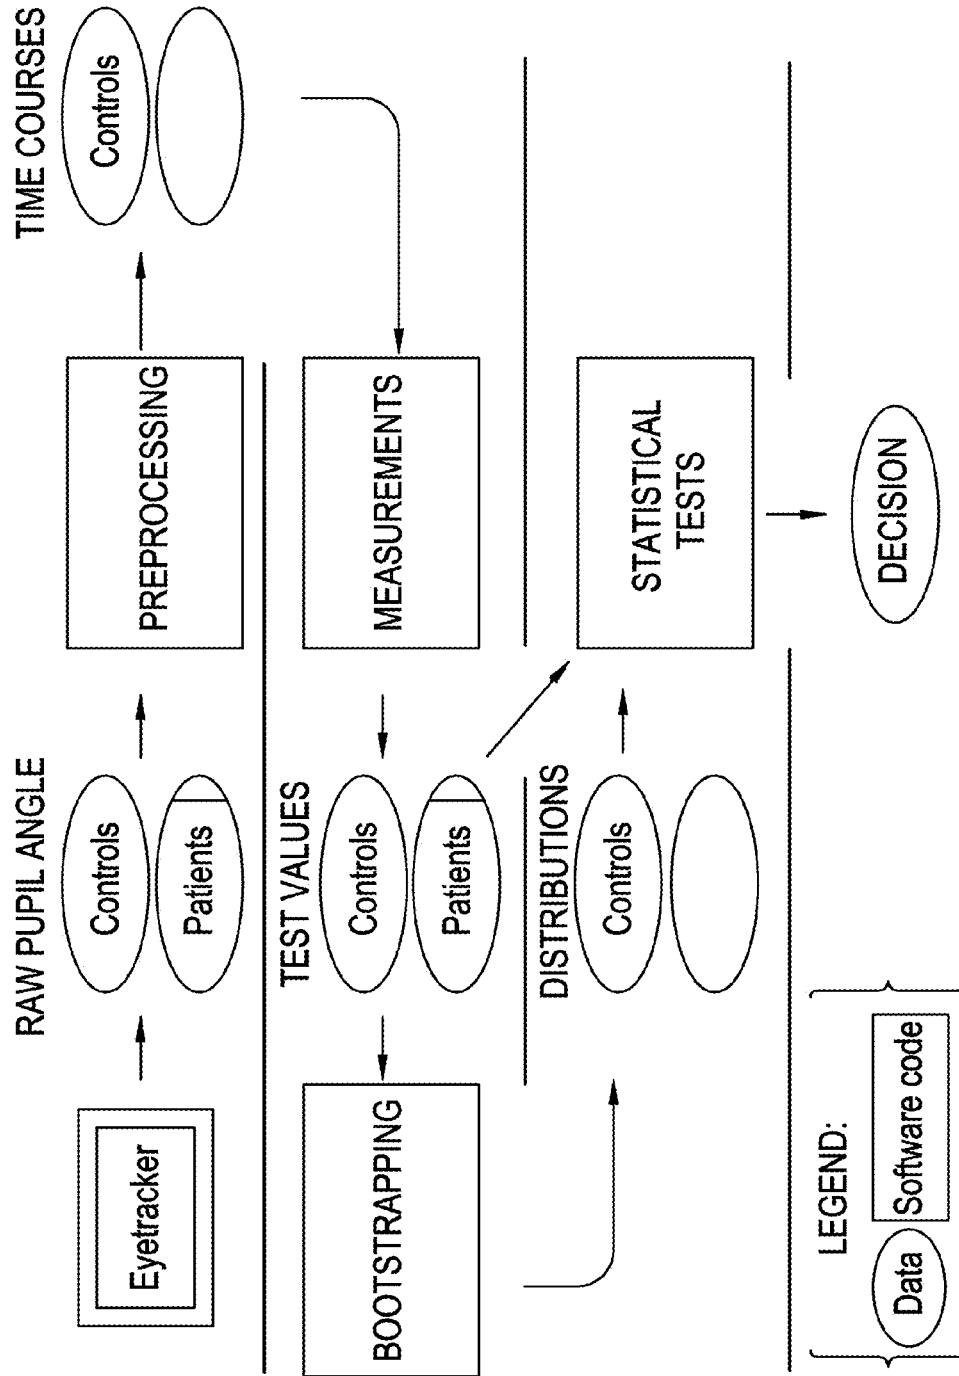 Eyetracker
RAW PUPIL ANGLE
Controls
Patients
PREPROCESSING
TIME COURSES
Controls
BOOTSTRAPPING
TEST VALUES
Controls
Patients
MEASUREMENTS
DISTRIBUTIONS
Controls
STATISTICAL
TESTS
LEGEND:
Data
Software code
DECISION